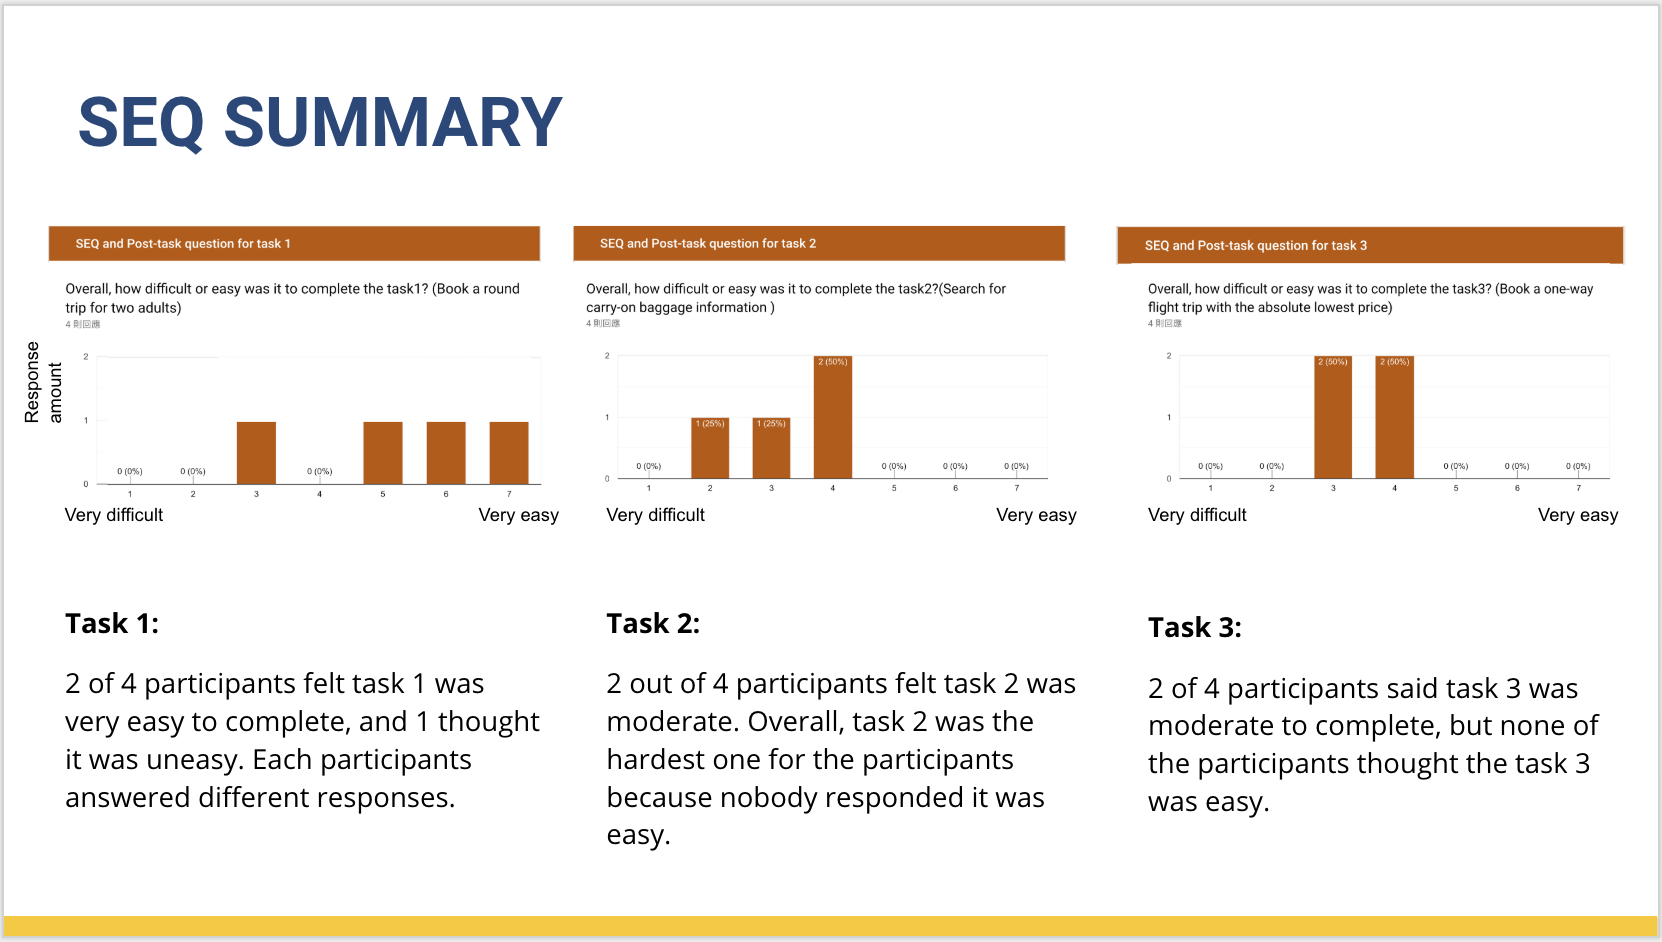 SEQ SUMMARY
SEQ and Post-task question for task 1
Overall, how difficult or easy was it to complete the task1? (Book a round
trip for two adults)
4 則回應
Response
amount
2
1
0
0 (0%)
0 (0%)
0 (0%)
1 2 3 4 5 6 7
Very difficult
Very easy
SEQ and Post-task question for task 2
Overall, how difficult or easy was it to complete the task2?(Search for
carry-on baggage information )
4 則回應
2
1
0
0 (0%)
1 (25%)
1 (25%)
2 (50%)
0 (0%)
0 (0%)
0 (0%)
1 2 3 4 5 6 7
Very difficult
Very easy
SEQ and Post-task question for task 3
Overall, how difficult or easy was it to complete the task3? (Book a one-way
flight trip with the absolute lowest price)
4 則回應
2
1
0
0 (0%)
0 (0%)
2 (50%)
2 (50%)
0 (0%)
0 (0%)
0 (0%)
1 2 3 4 5 6 7
Very difficult
Very easy
Task 1:
2 of 4 participants felt task 1 was
very easy to complete, and 1 thought
it was uneasy. Each participants
answered different responses.
Task 2:
2 out of 4 participants felt task 2 was
moderate. Overall, task 2 was the
hardest one for the participants
because nobody responded it was
easy.
Task 3:
2 of 4 participants said task 3 was
moderate to complete, but none of
the participants thought the task 3
was easy.